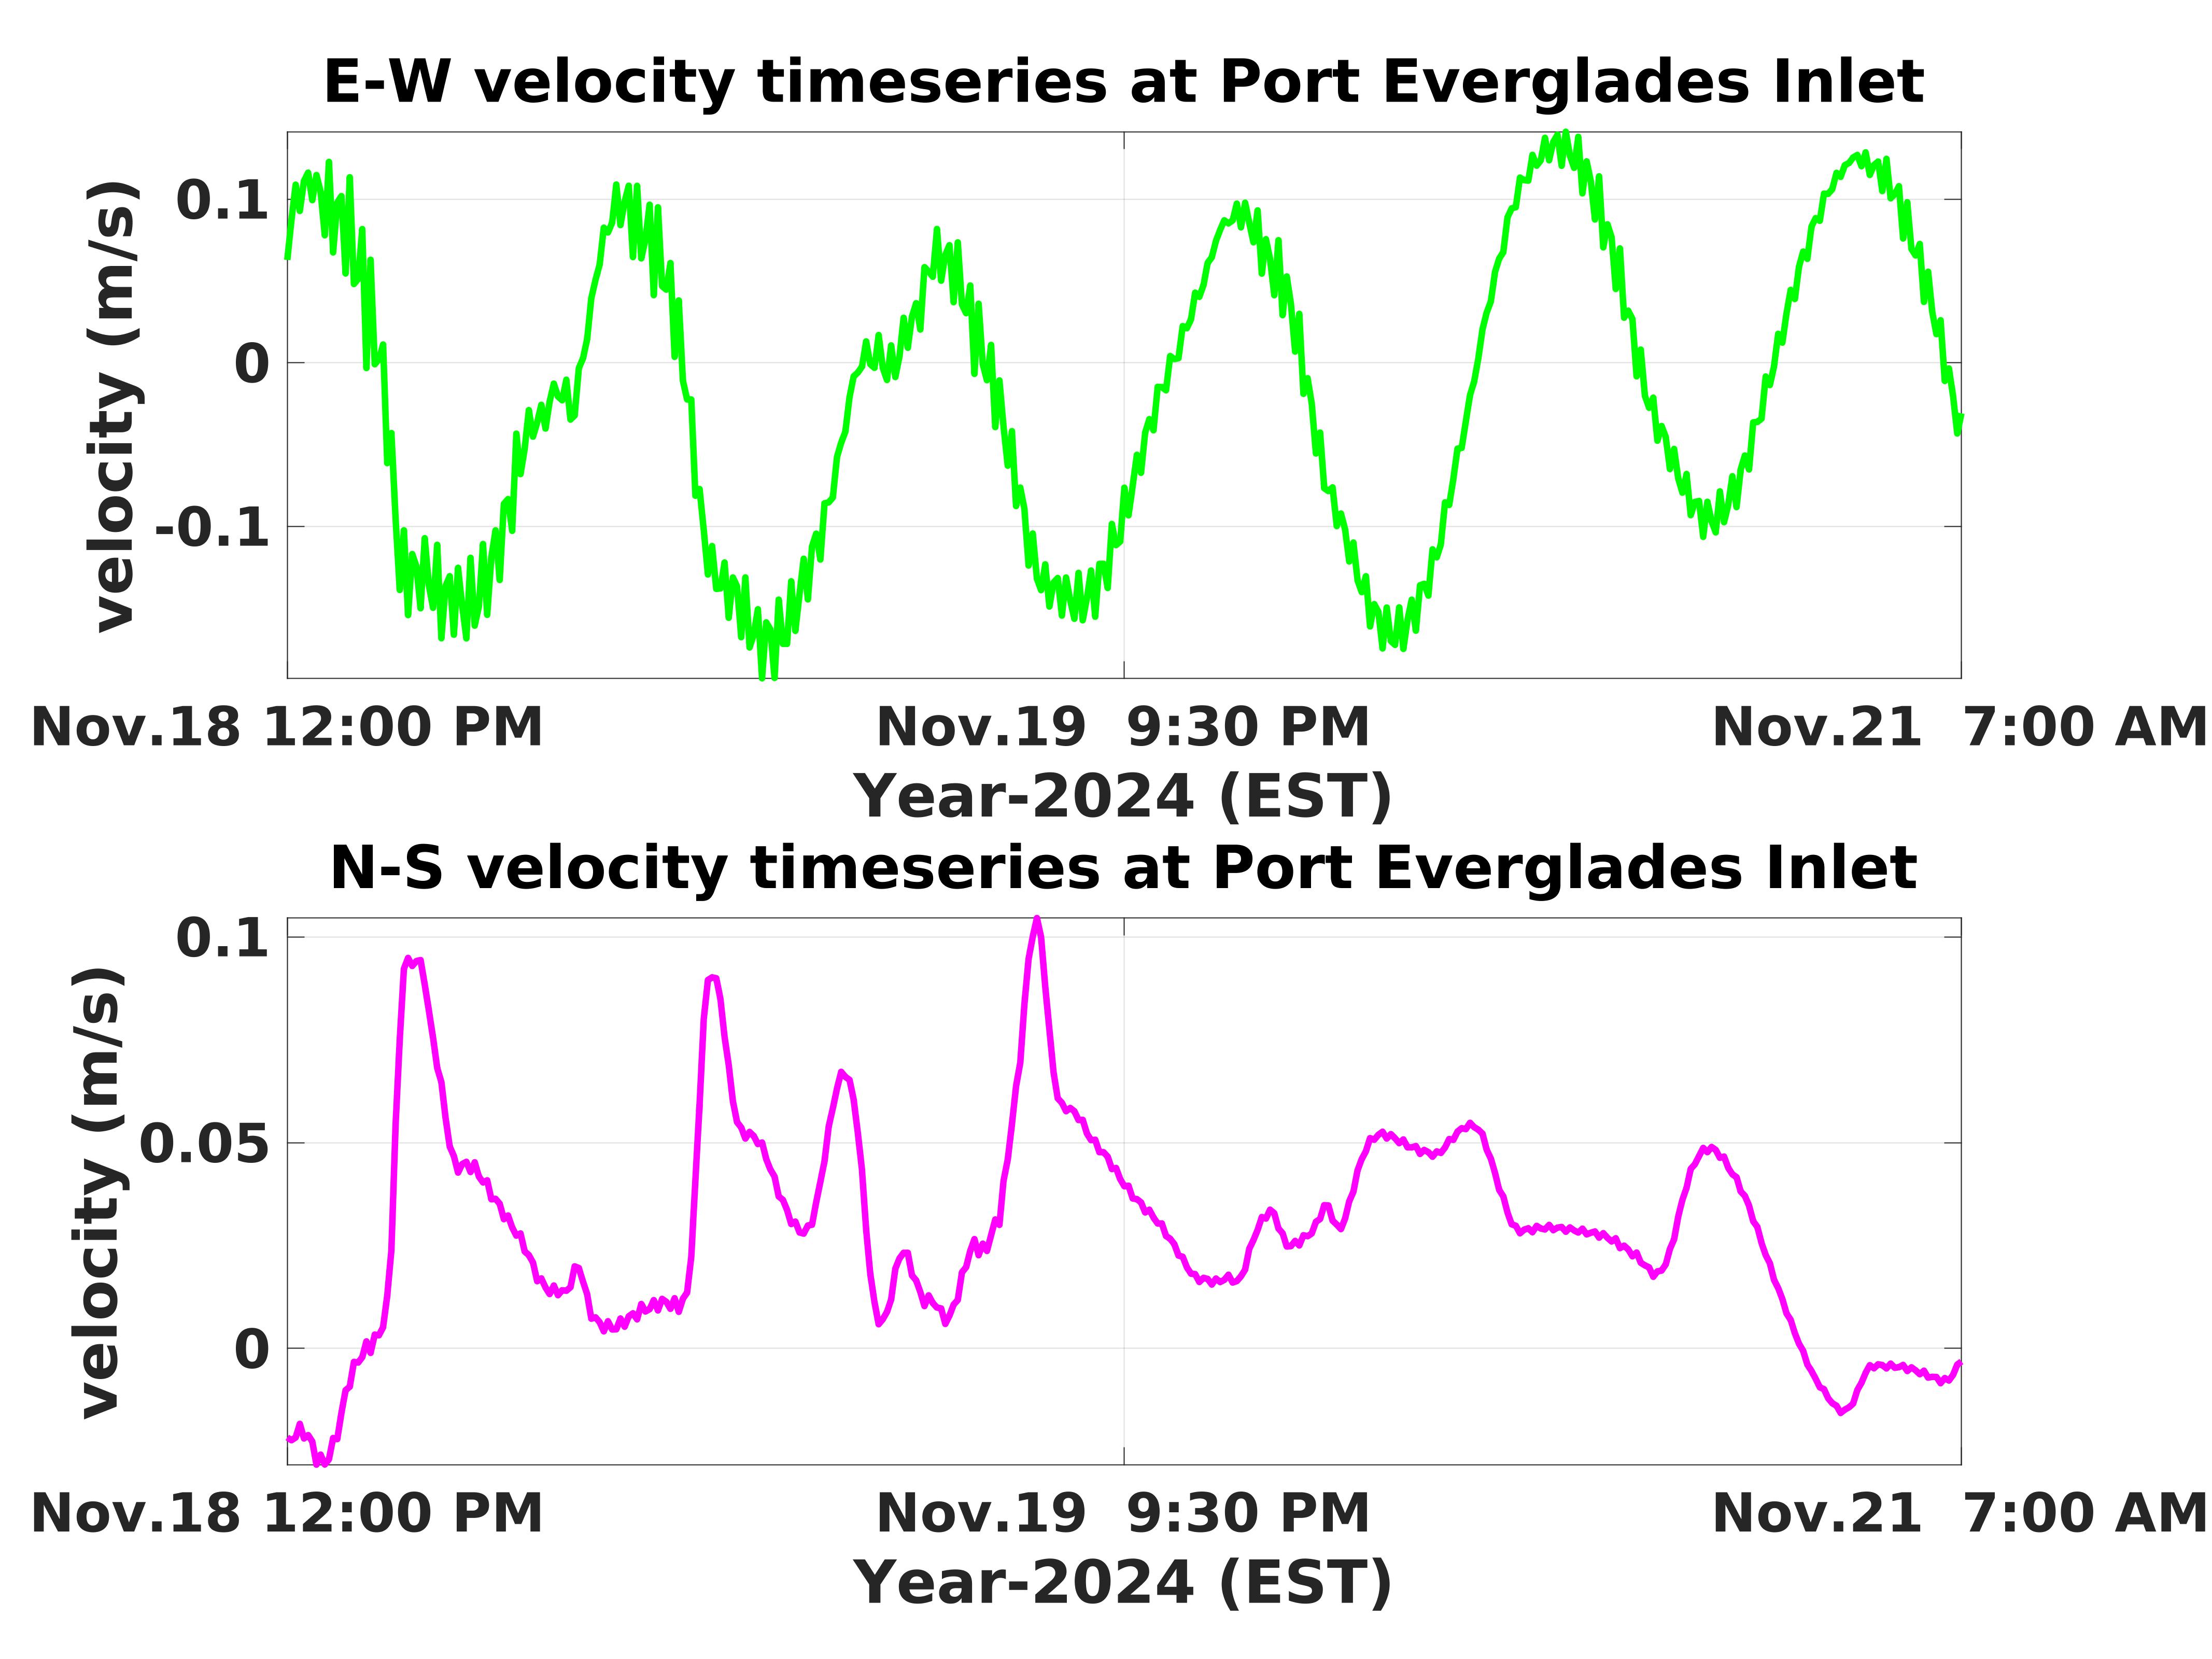 E-W velocity timeseries at Port Everglades Inlet
velocity (m/s)
0.1
0
-0.1
Nov.18 12:00 PM
Nov.19  9:30 PM
Nov.21  7:00 AM
Year-2024 (EST)
N-S velocity timeseries at Port Everglades Inlet
velocity (m/s)
0.1
0.05
0
Nov.18 12:00 PM
Nov.19  9:30 PM
Nov.21  7:00 AM
Year-2024 (EST)